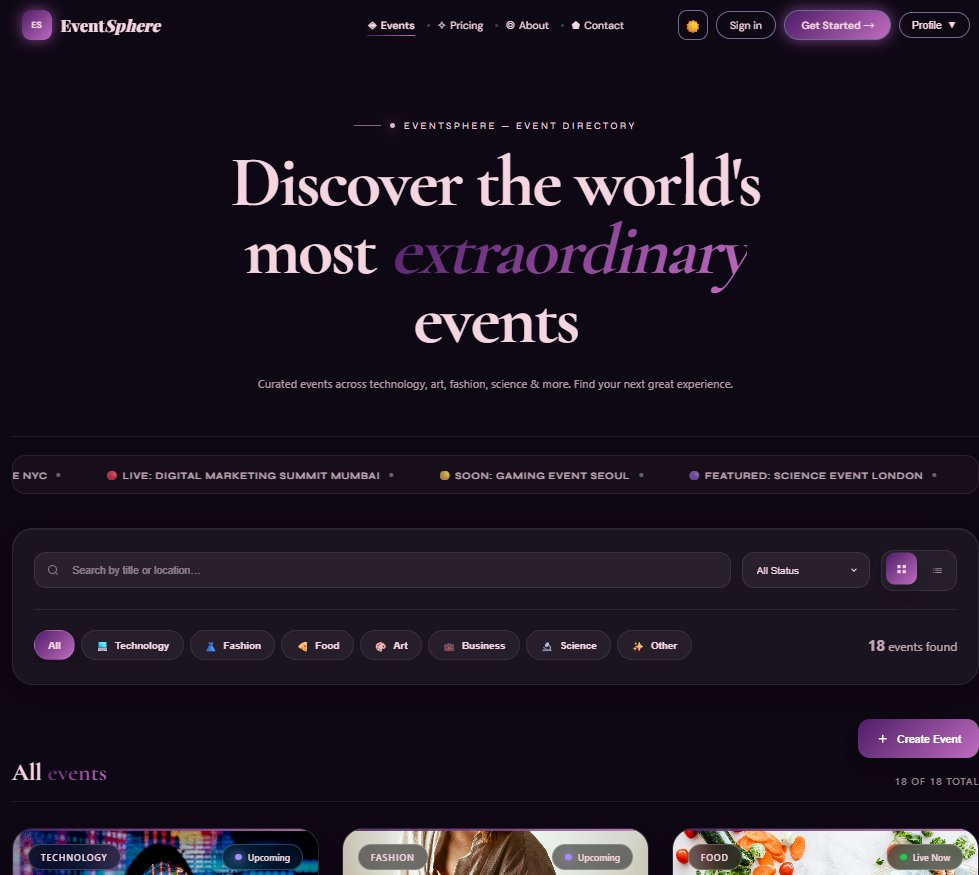 ES EventSphere
Events • Pricing • About • Contact
Sign in
Get Started →
Profile ▼
EVENTSPHERE — EVENT DIRECTORY
Discover the world's
most extraordinary
events
Curated events across technology, art, fashion, science & more. Find your next great experience.
E NYC • LIVE: DIGITAL MARKETING SUMMIT MUMBAI • SOON: GAMING EVENT SEOUL • FEATURED: SCIENCE EVENT LONDON •
Search by title or location...
All Status
All
Technology
Fashion
Food
Art
Business
Science
Other
18 events found
+ Create Event
All events
18 OF 18 TOTAL
TECHNOLOGY
Upcoming
FASHION
Upcoming
FOOD
Live Now